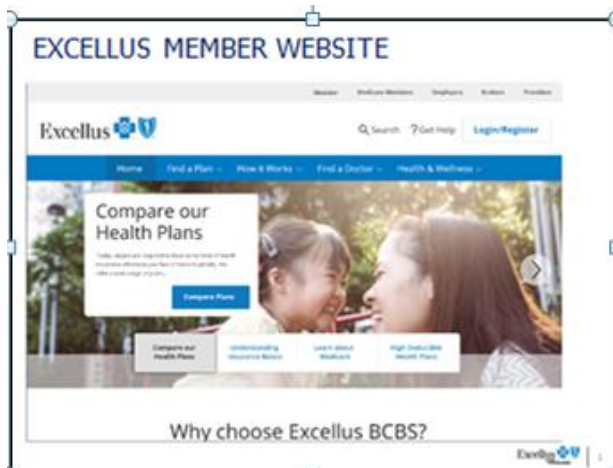 EXCELLUS MEMBER WEBSITE
Member Medicare Members Employers Brokers Providers
Excellus
Search ?Get Help Login/Register
Home Find a Plan How it Works Find a Doctor Health & Wellness
Compare our
Health Plans
Compare Plans
Compare our
Health Plans
Understanding
Insurance Basics
Learn about
Medicare
High Deductible
Health Plans
Why choose Excellus BCBS?
Excellus